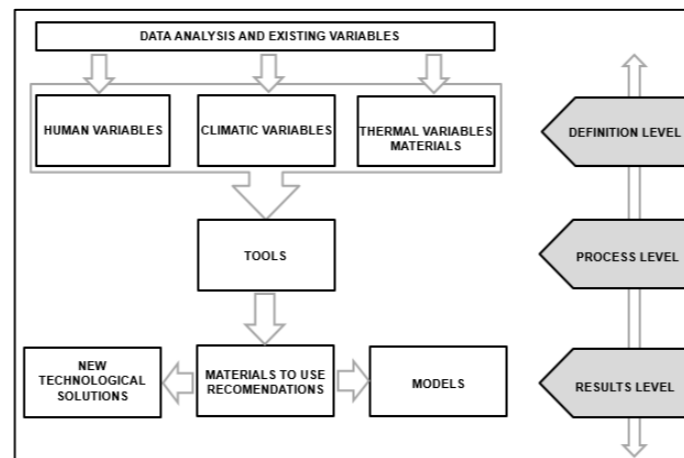 DATA ANALYSIS AND EXISTING VARIABLES
HUMAN VARIABLES
CLIMATIC VARIABLES
THERMAL VARIABLES
MATERIALS
DEFINITION LEVEL
TOOLS
PROCESS LEVEL
NEW
TECHNOLOGICAL
SOLUTIONS
MATERIALS TO USE
RECOMENDATIONS
MODELS
RESULTS LEVEL